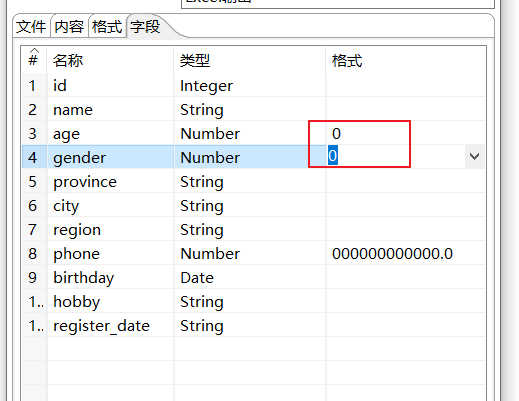 Excel输出
文件 内容 格式 字段
# 名称 类型 格式
1 id Integer
2 name String
3 age Number 0
4 gender Number 0
5 province String
6 city String
7 region String
8 phone Number 000000000000.0
9 birthday Date
1.. hobby String
1.. register_date String